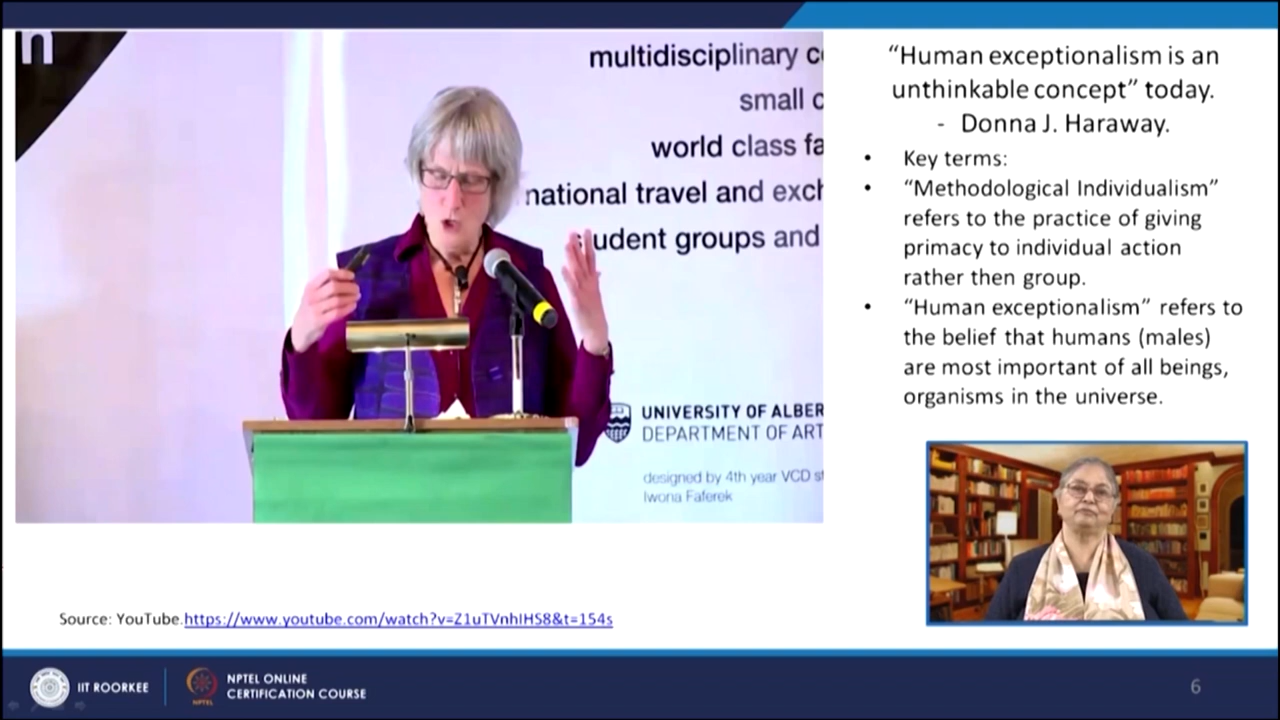 n
multidisciplinary c
small c
world class fa
national travel and exch
udent groups and
UNIVERSITY OF ALBER
DEPARTMENT OF ART
designed by 4th year VCD st
Iwona Faferek
“Human exceptionalism is an
unthinkable concept” today.
- Donna J. Haraway.
• Key terms:
• “Methodological Individualism”
refers to the practice of giving
primacy to individual action
rather then group.
• “Human exceptionalism” refers to
the belief that humans (males)
are most important of all beings,
organisms in the universe.
Source: YouTube.https://www.youtube.com/watch?v=Z1uTVnhIHS8&t=154s
IIT ROORKEE
NPTEL
NPTEL ONLINE
CERTIFICATION COURSE
6